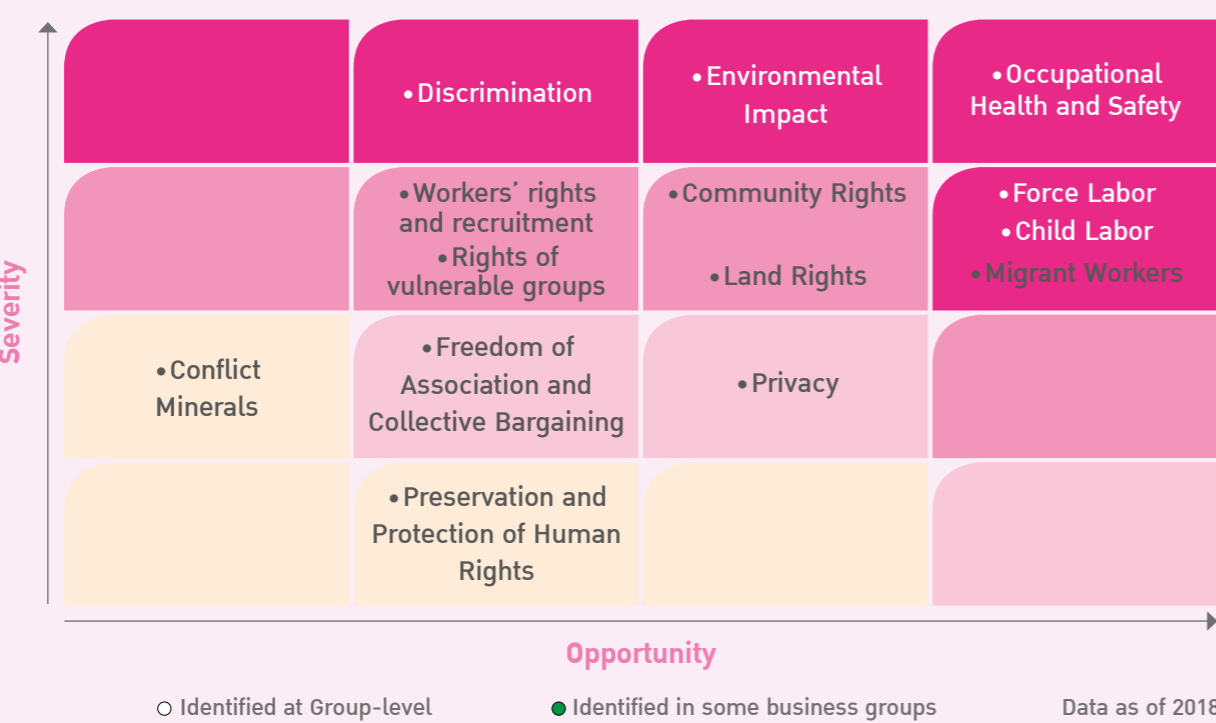 • Discrimination
• Environmental
Impact
• Occupational
Health and Safety
• Workers’ rights
and recruitment
• Rights of
vulnerable groups
• Community Rights
• Land Rights
• Force Labor
• Child Labor
• Migrant Workers
• Conflict
Minerals
• Freedom of
Association and
Collective Bargaining
• Privacy
• Preservation and
Protection of Human
Rights
Severity
Opportunity
Identified at Group-level
Identified in some business groups
Data as of 2018